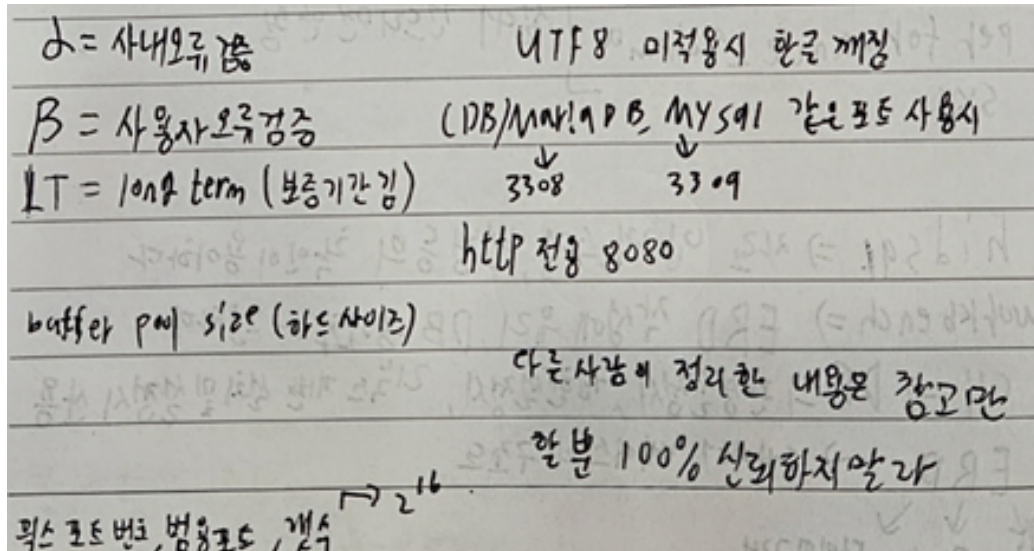 α = 사내오류검증
UTF8 미적용시 한글 깨짐
β = 사용자오류검증
(DB/MariaDB, MYsql 같은포트 사용시
↓ ↓
LT = long term (보증기간 김)
3308 3309
http 전용 8080
buffer pool size (하드사이즈)
다른사람이 정리한 내용은 참고만
할뿐 100% 신뢰하지말라
픽스 포트 번호, 범용포트, 갯수 → 2^16